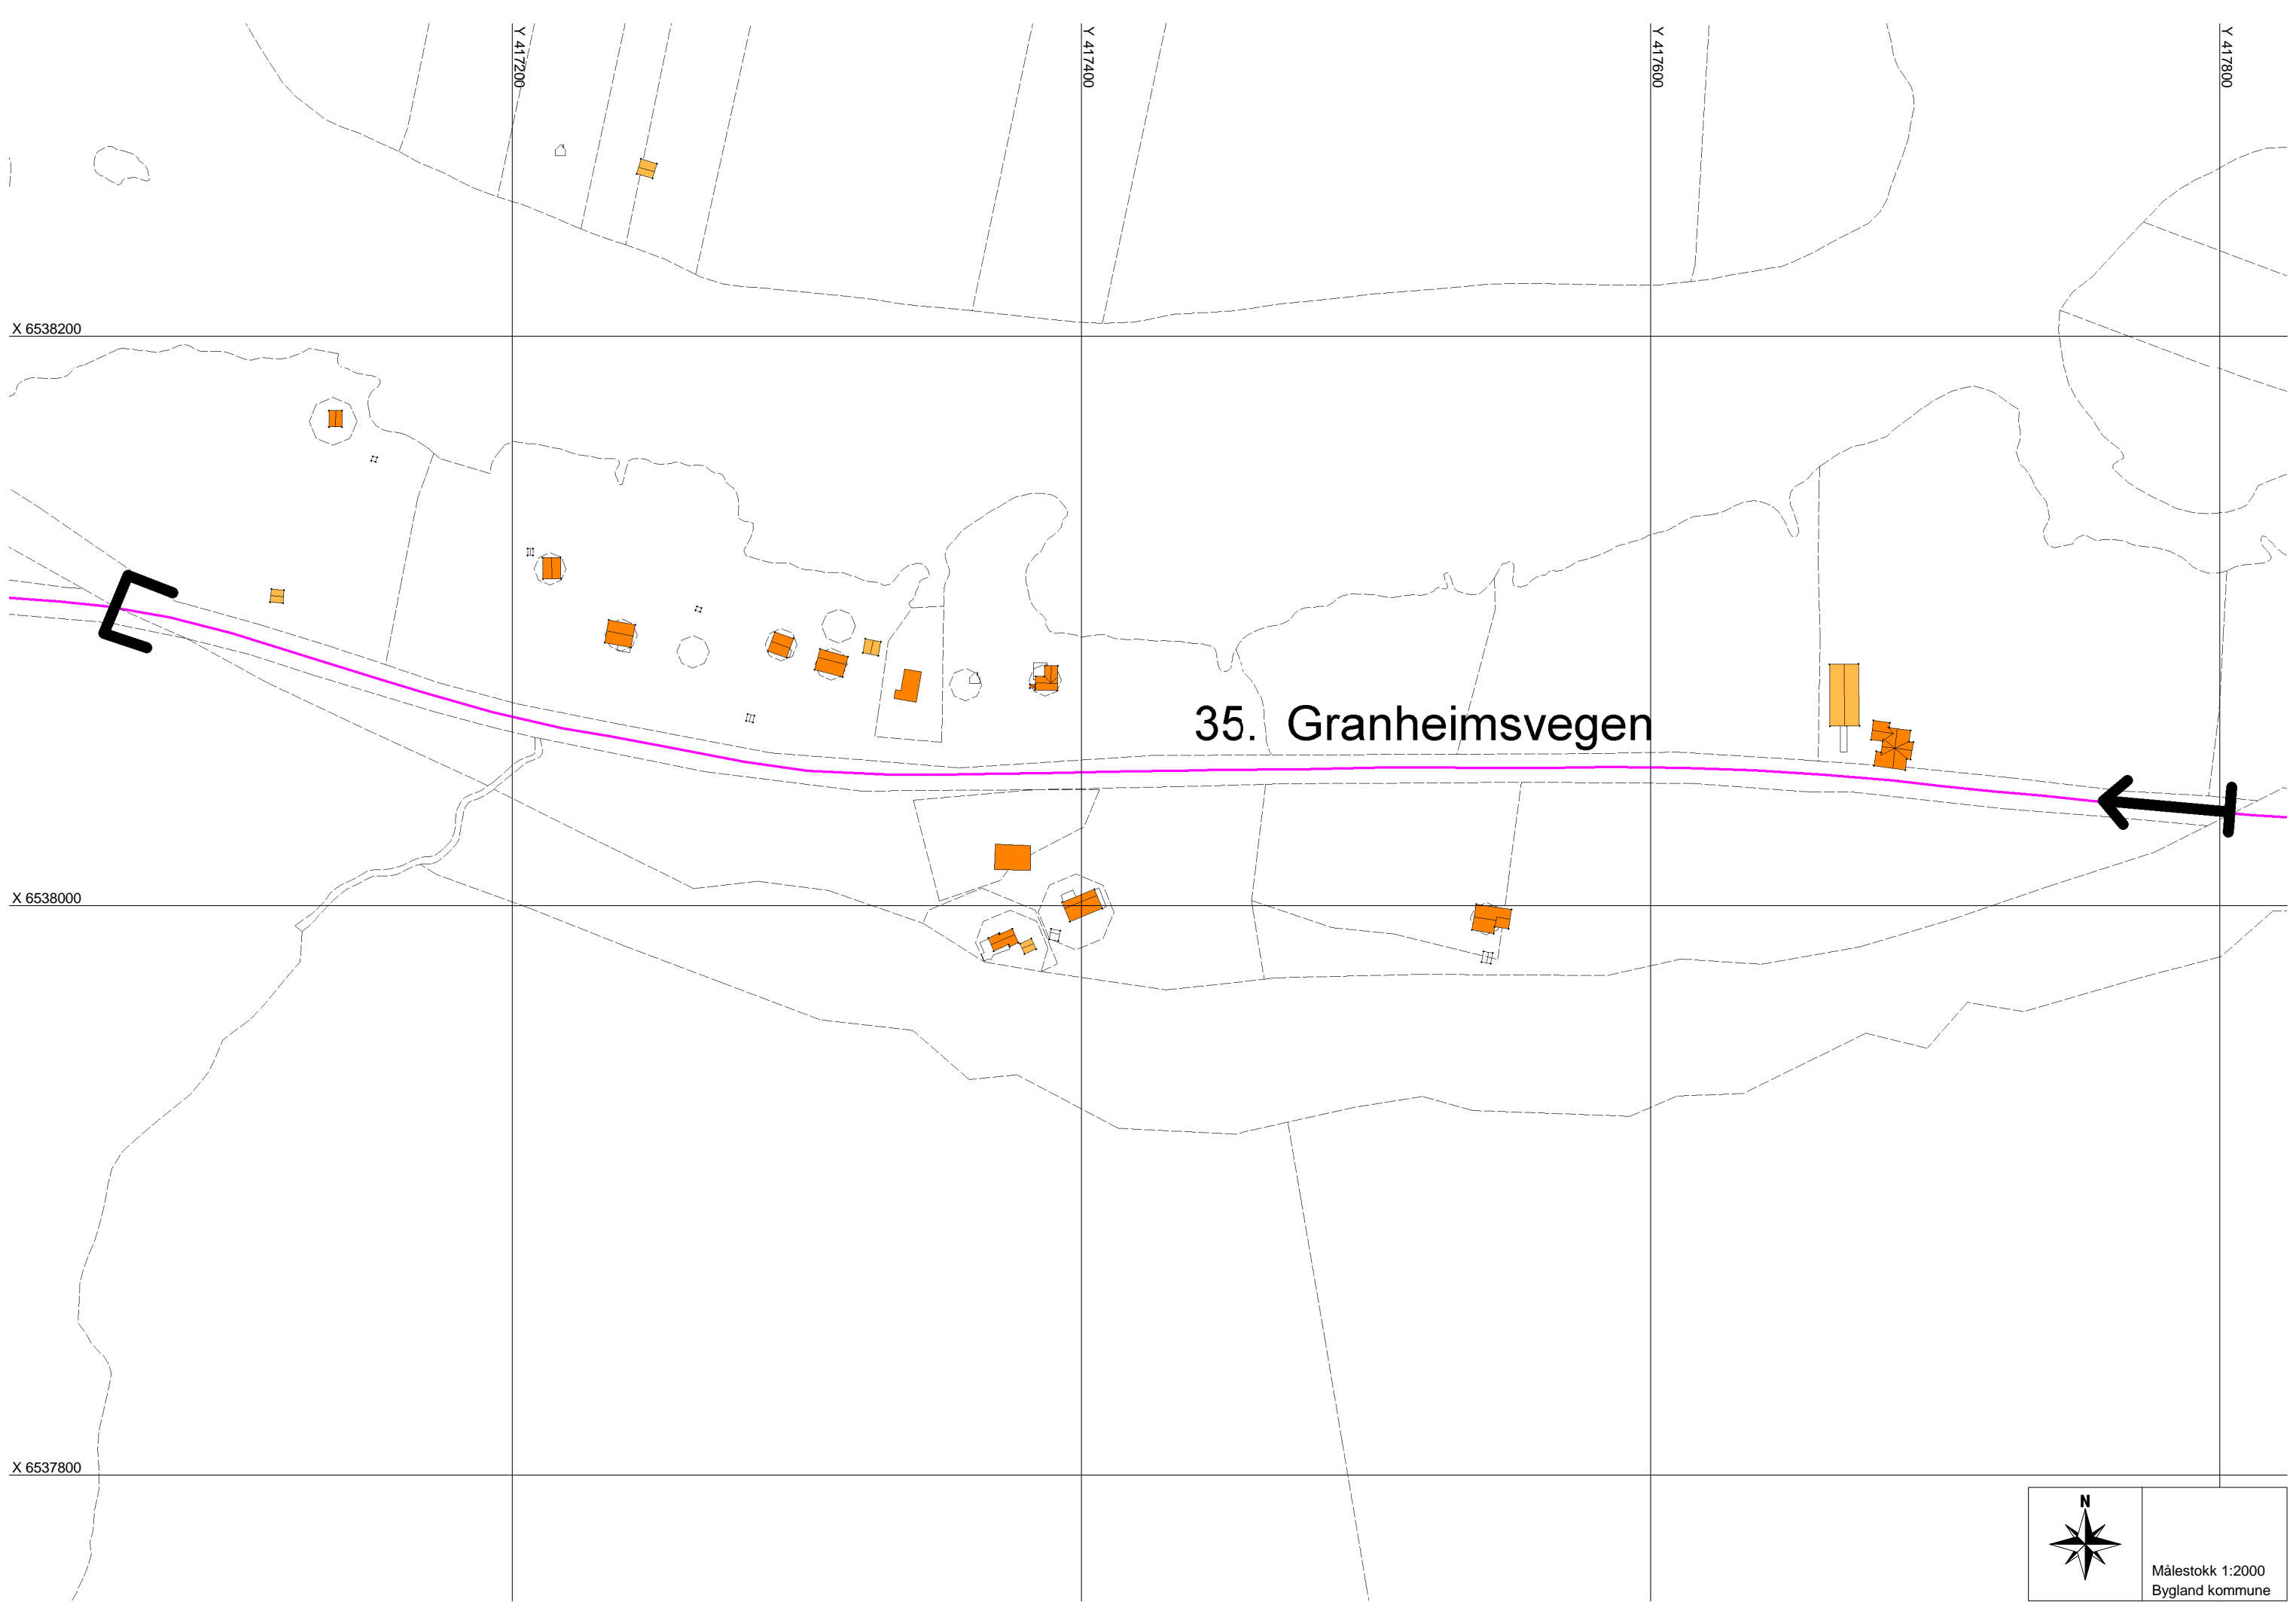 Y 417200
Y 417400
Y 417600
Y 417800
X 6538200
35. Granheimsvegen
X 6538000
X 6537800
N
Målestokk 1:2000
Bygland kommune